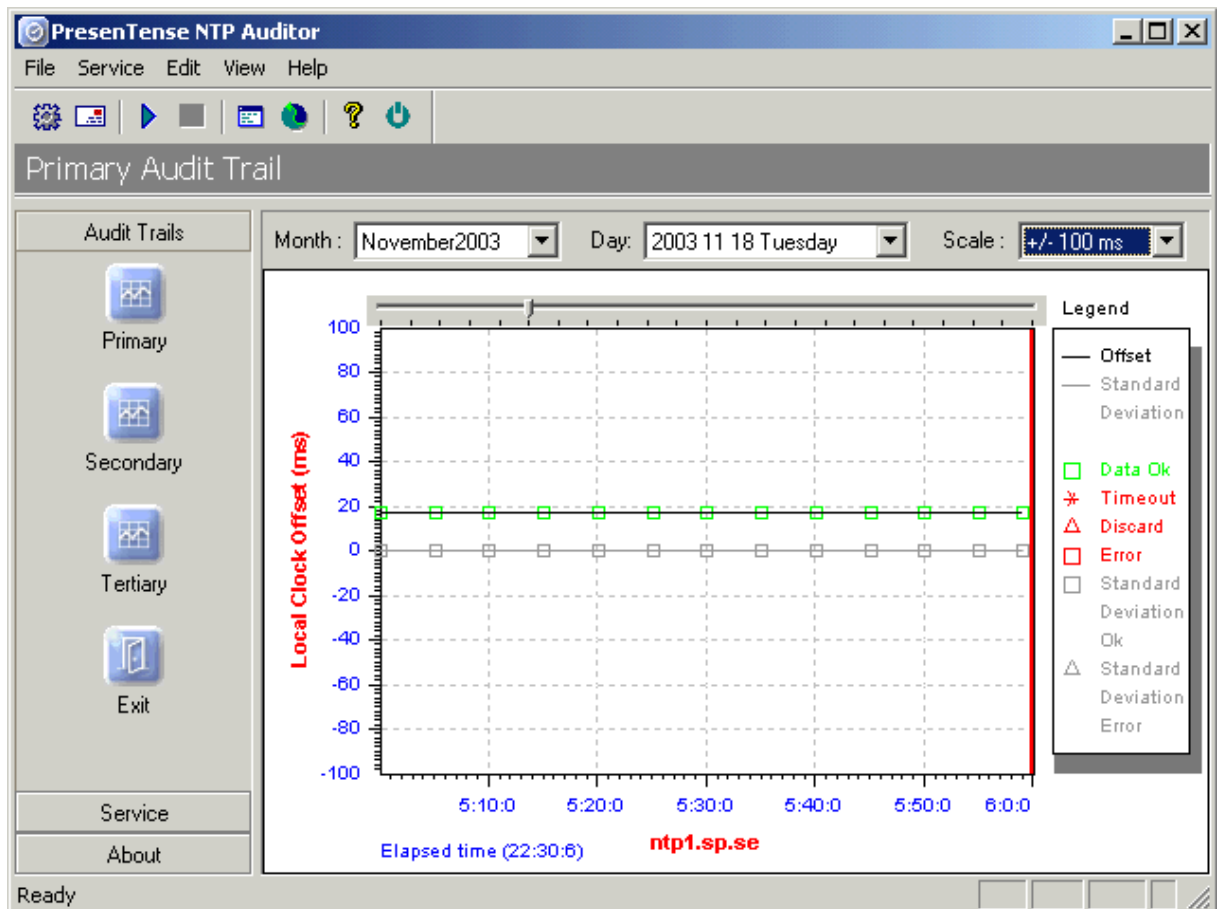 PresenTense NTP Auditor
File Service Edit View Help
Primary Audit Trail
Audit Trails
Primary
Secondary
Tertiary
Exit
Service
About
Month : November2003 Day: 2003 11 18 Tuesday Scale : +/- 100 ms
Local Clock Offset (ms)
100
80
60
40
20
0
-20
-40
-60
-80
-100
5:10:0 5:20:0 5:30:0 5:40:0 5:50:0 6:0:0
Elapsed time (22:30:6) ntp1.sp.se
Legend
Offset
Standard
Deviation
Data Ok
Timeout
Discard
Error
Standard
Deviation
Ok
Standard
Deviation
Error
Ready